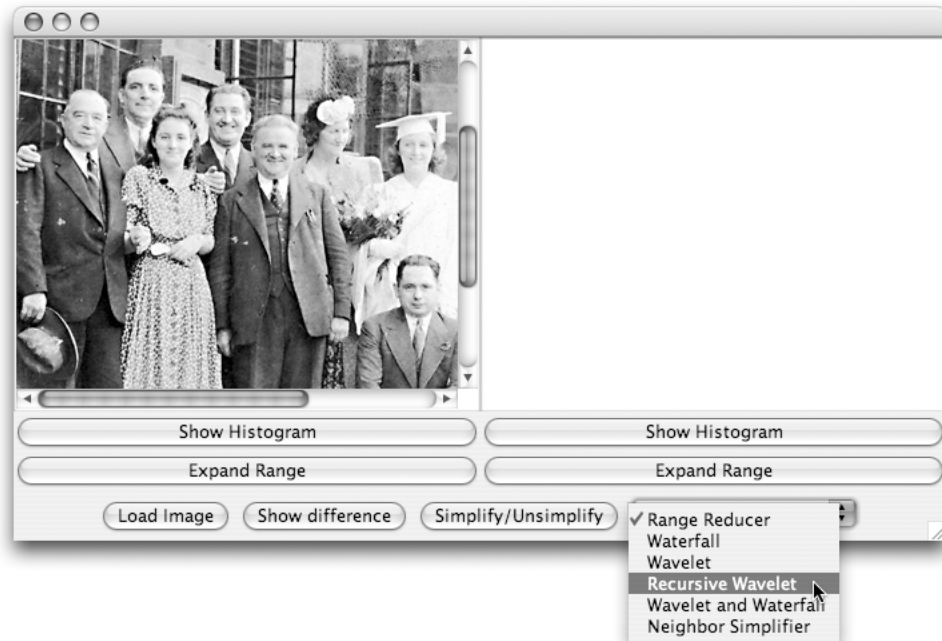 Show Histogram
Show Histogram
Expand Range
Expand Range
Load Image
Show difference
Simplify/Unsimplify
✓ Range Reducer
Waterfall
Wavelet
Recursive Wavelet
Wavelet and Waterfall
Neighbor Simplifier